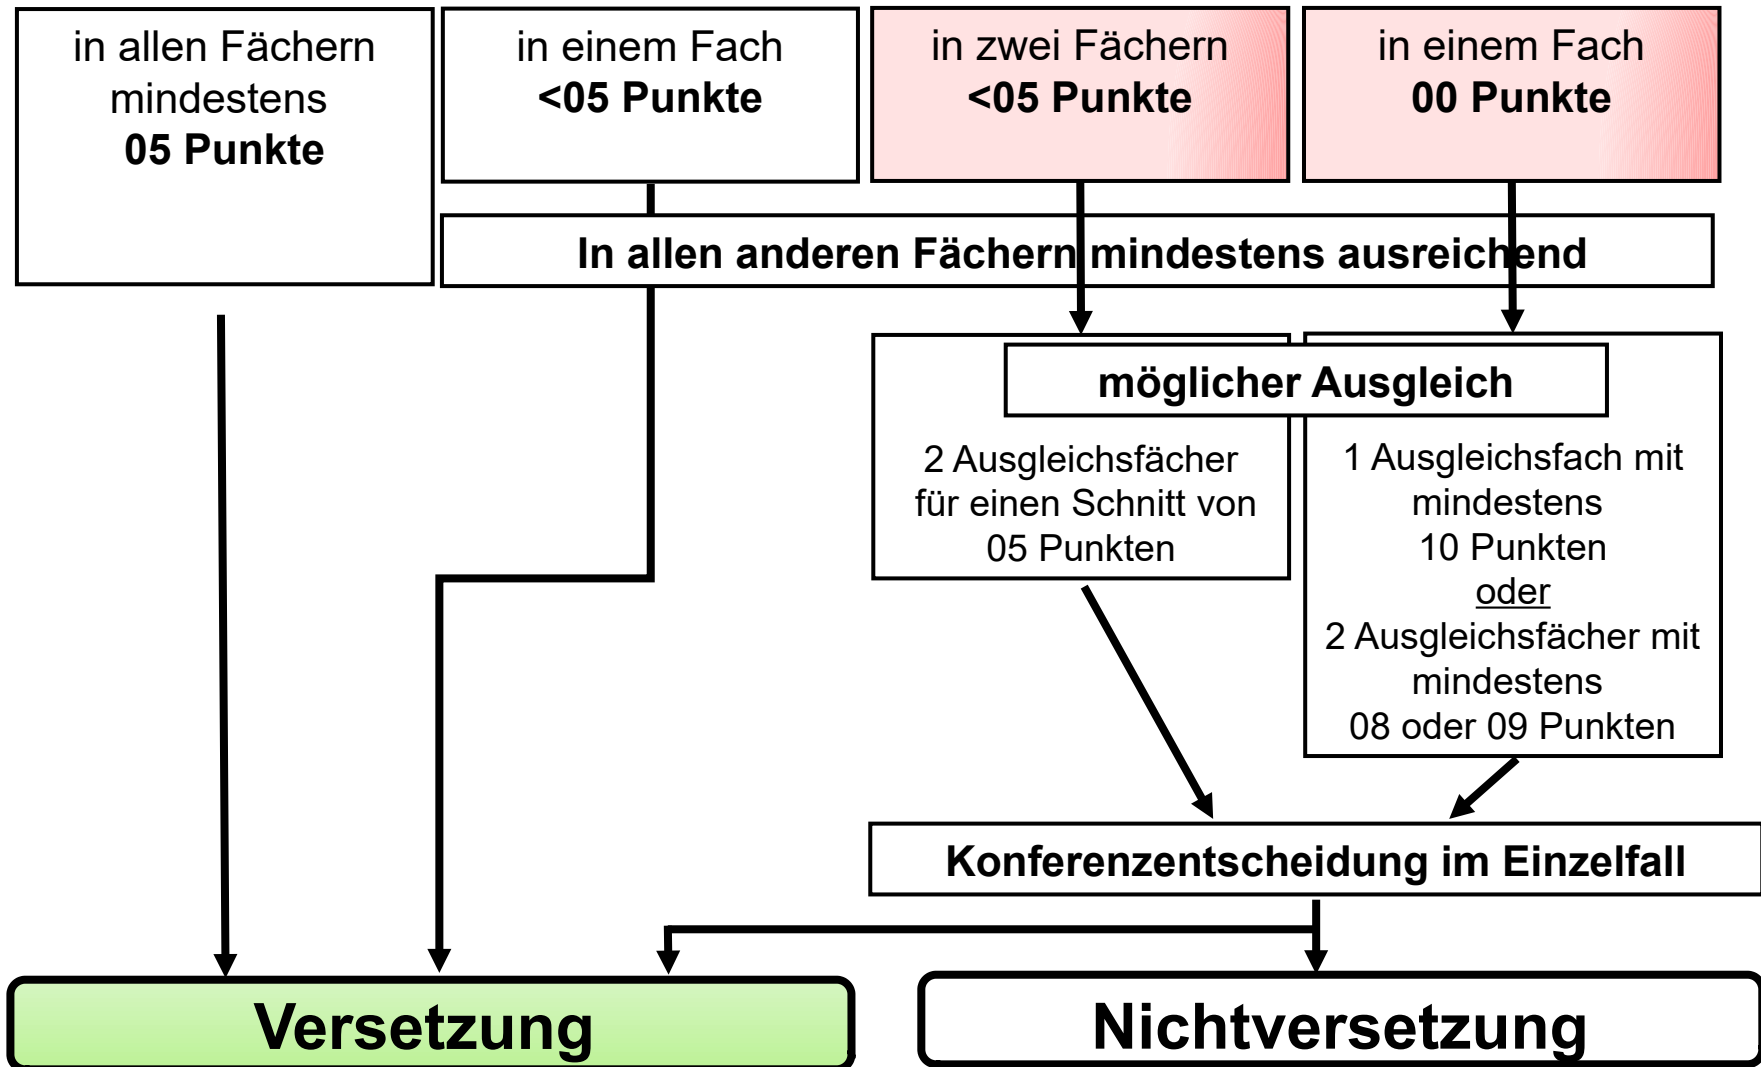 in allen Fächern
mindestens
05 Punkte
in einem Fach
<05 Punkte
in zwei Fächern
<05 Punkte
in einem Fach
00 Punkte
In allen anderen Fächern mindestens ausreichend
möglicher Ausgleich
2 Ausgleichsfächer
für einen Schnitt von
05 Punkten
1 Ausgleichsfach mit
mindestens
10 Punkten
oder
2 Ausgleichsfächer mit
mindestens
08 oder 09 Punkten
Konferenzentscheidung im Einzelfall
Versetzung
Nichtversetzung